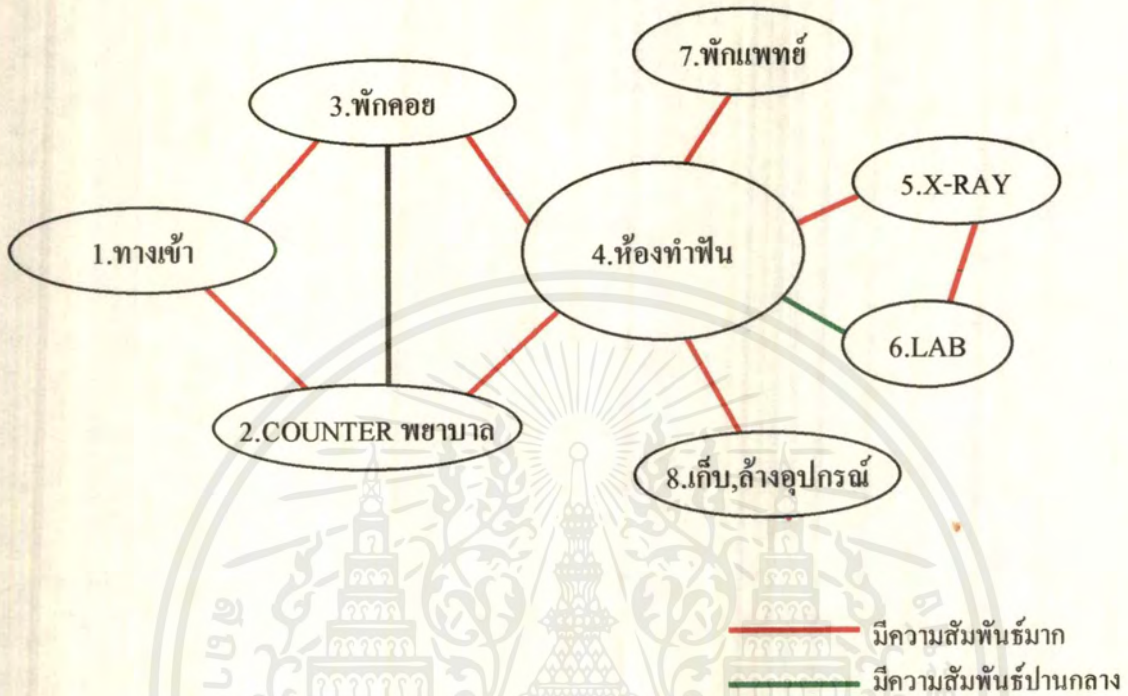 7.พักแพทย์
3.พักคอย
5.X-RAY
1.ทางเข้า
4.ห้องทำฟัน
6.LAB
2.COUNTER พยาบาล
8.เก็บ,ล้างอุปกรณ์
มีความสัมพันธ์มาก
มีความสัมพันธ์ปานกลาง